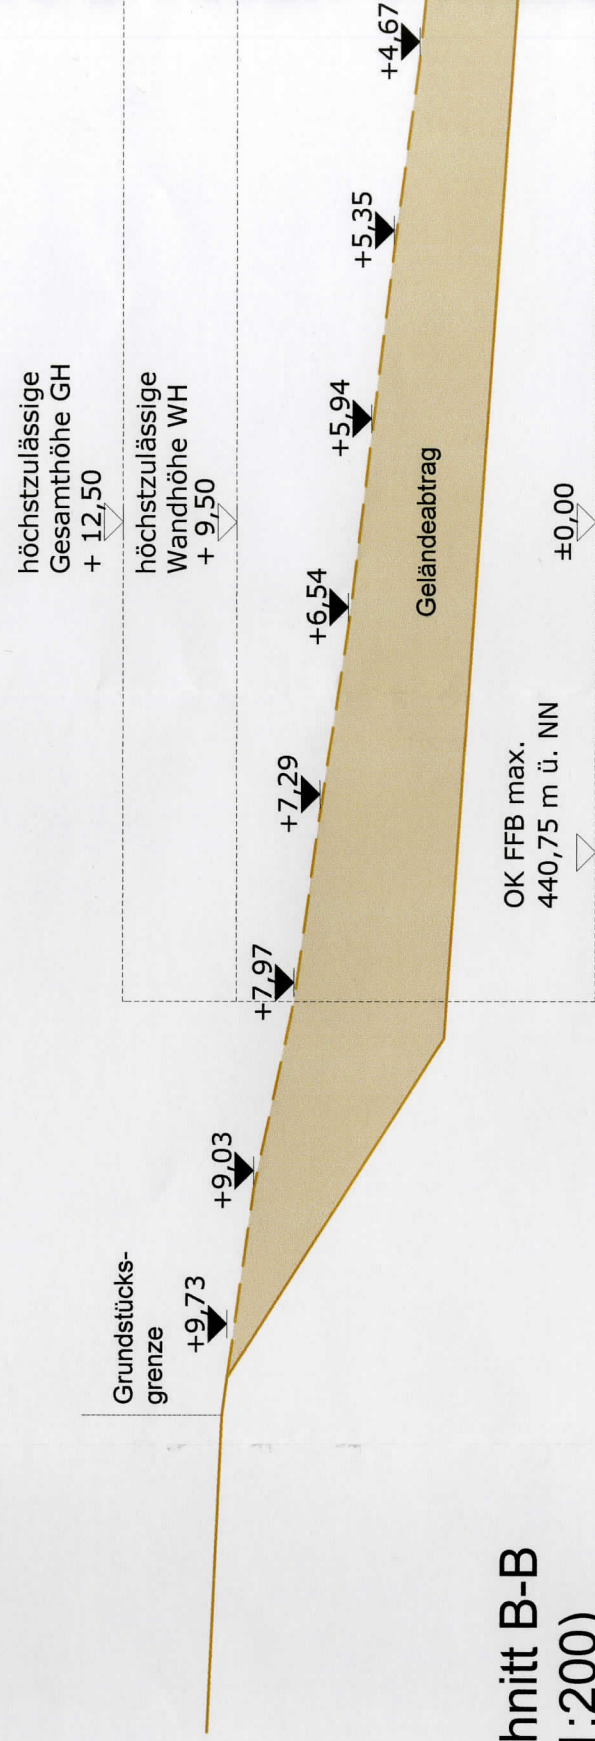 höchstzulässige
Gesamthöhe GH
+ 12,50
höchstzulässige
Wandhöhe WH
+ 9,50
Grundstücks-
grenze
+9,73
+9,03
+7,97
+7,29
+6,54
+5,94
+5,35
+4,67
Geländeabtrag
OK FFB max.
440,75 m ü. NN
±0,00
hnitt B-B
:200)